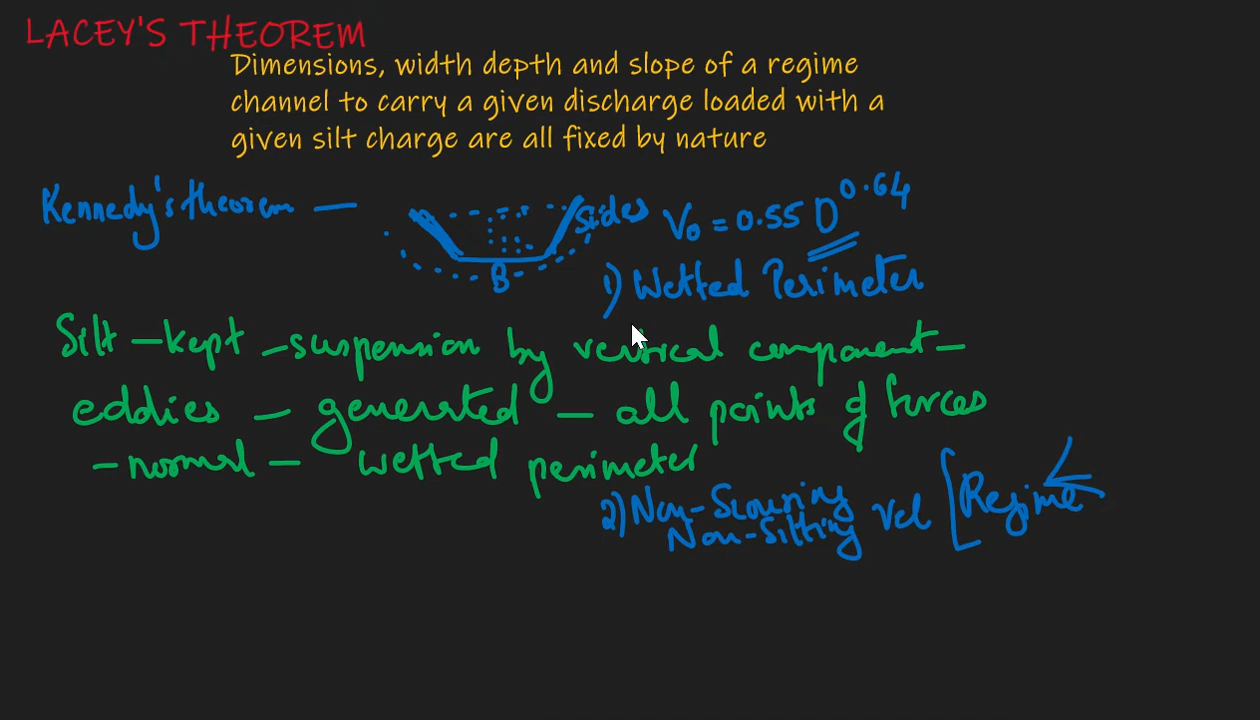 LACEY'S THEOREM
Dimensions, width depth and slope of a regime
channel to carry a given discharge loaded with a
given silt charge are all fixed by nature
Kennedy's theorem —
Sides
V₀ = 0.55 D^0.64
B
1) Wetted Perimeter
Silt – kept – suspension by vertical component –
eddies – generated – all points of forces
– normal – wetted perimeter
2) Non-Scouring
Non-Silting vel [Regime